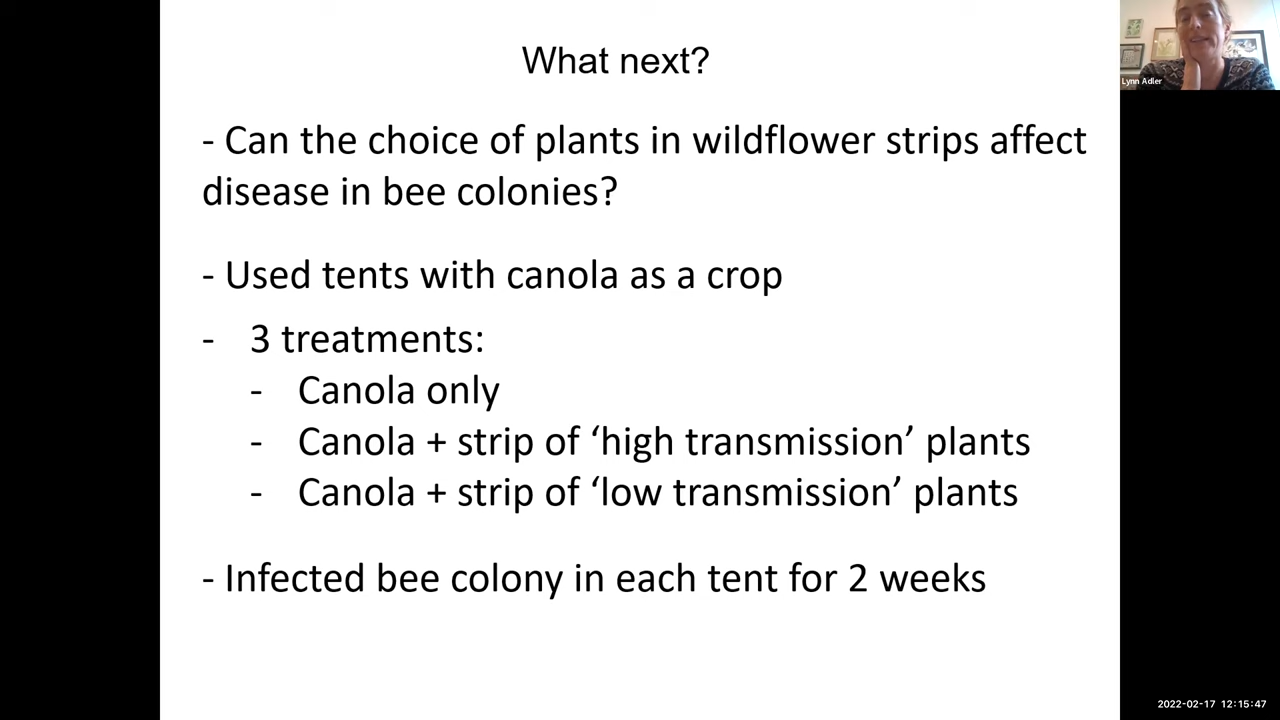 What next?
Lynn Adler
- Can the choice of plants in wildflower strips affect
disease in bee colonies?
- Used tents with canola as a crop
- 3 treatments:
- Canola only
- Canola + strip of ‘high transmission’ plants
- Canola + strip of ‘low transmission’ plants
- Infected bee colony in each tent for 2 weeks
2022-02-17 12:15:47